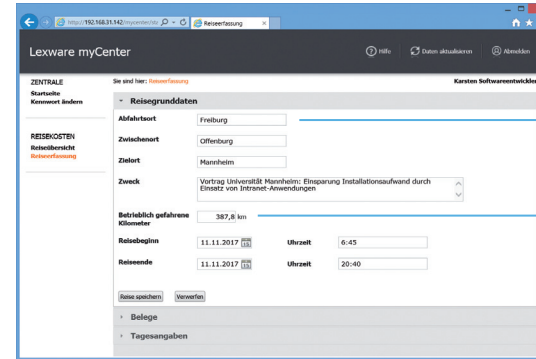 http://192.168.31.142/mycenter/stc
Reiseerfassung
Lexware myCenter
Hilfe
Daten aktualisieren
Abmelden
ZENTRALE
Startseite
Kennwort ändern
REISEKOSTEN
Reiseübersicht
Reiseerfassung
Sie sind hier: Reiseerfassung
Karsten Softwareentwickler
Reisegrunddaten
Abfahrtsort Freiburg
Zwischenort Offenburg
Zielort Mannheim
Zweck Vortrag Universität Mannheim: Einsparung Installationsaufwand durch
Einsatz von Intranet-Anwendungen
Betrieblich gefahrene
Kilometer 387,8 km
Reisebeginn 11.11.2017 Uhrzeit 6:45
Reiseende 11.11.2017 Uhrzeit 20:40
Reise speichern Verwerfen
Belege
Tagesangaben